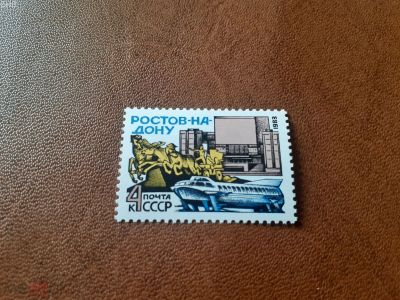 РОСТОВ-НА-
ДОНУ
1983
4
К
ПОЧТА
СССР